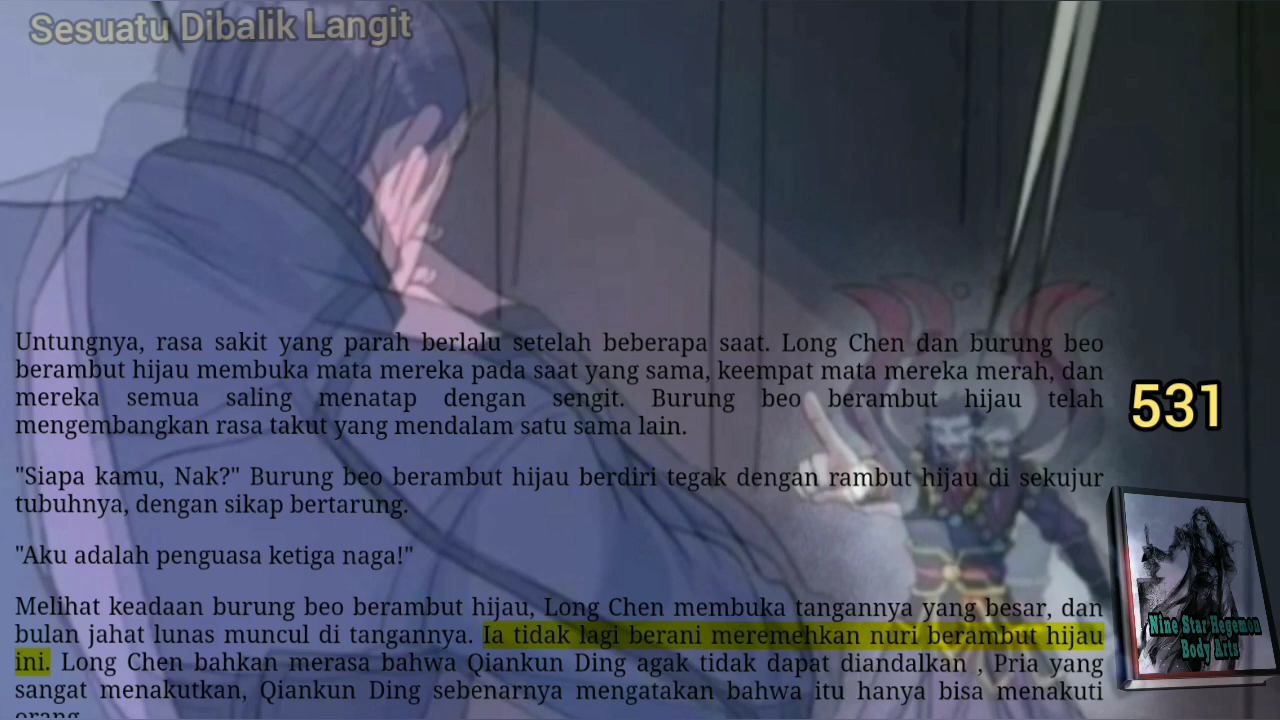 Sesuatu Dibalik Langit
Untungnya, rasa sakit yang parah berlalu setelah beberapa saat. Long Chen dan burung beo
berambut hijau membuka mata mereka pada saat yang sama, keempat mata mereka merah, dan
mereka semua saling menatap dengan sengit. Burung beo berambut hijau telah
mengembangkan rasa takut yang mendalam satu sama lain.
531
"Siapa kamu, Nak?" Burung beo berambut hijau berdiri tegak dengan rambut hijau di sekujur
tubuhnya, dengan sikap bertarung.
"Aku adalah penguasa ketiga naga!"
Melihat keadaan burung beo berambut hijau, Long Chen membuka tangannya yang besar, dan
bulan jahat lunas muncul di tangannya. Ia tidak lagi berani meremehkan nuri berambut hijau
ini. Long Chen bahkan merasa bahwa Qiankun Ding agak tidak dapat diandalkan , Pria yang
sangat menakutkan, Qiankun Ding sebenarnya mengatakan bahwa itu hanya bisa menakuti
orang
Nine Star Hegemon
Body Arts